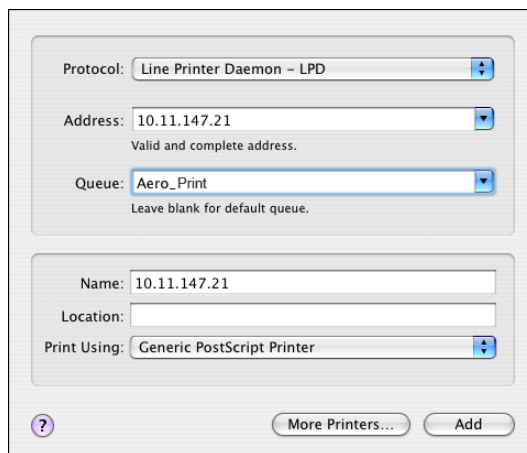 Protocol: Line Printer Daemon – LPD
Address: 10.11.147.21
Valid and complete address.
Queue: Aero_Print
Leave blank for default queue.
Name: 10.11.147.21
Location:
Print Using: Generic PostScript Printer
? More Printers... Add